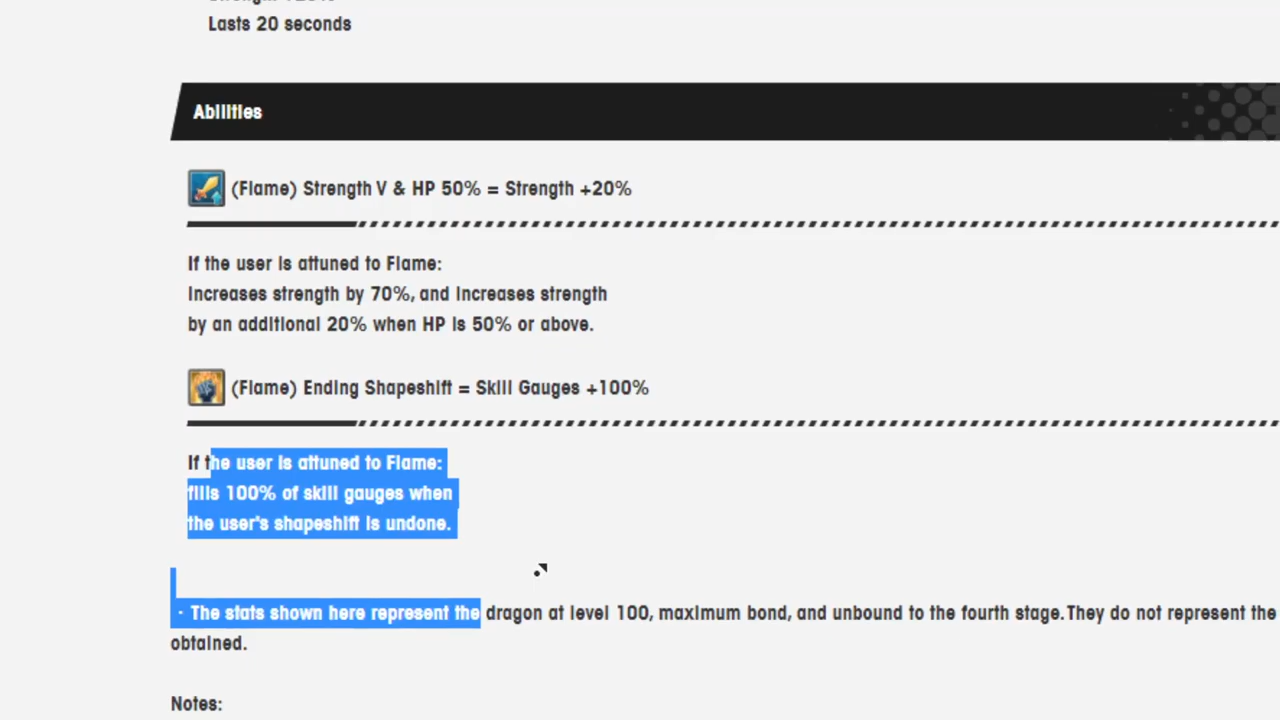 Lasts 20 seconds
Abilities
(Flame) Strength V & HP 50% = Strength +20%
If the user is attuned to Flame:
Increases strength by 70%, and increases strength
by an additional 20% when HP is 50% or above.
(Flame) Ending Shapeshift = Skill Gauges +100%
If the user is attuned to Flame:
fills 100% of skill gauges when
the user's shapeshift is undone.
· The stats shown here represent the dragon at level 100, maximum bond, and unbound to the fourth stage. They do not represent the
obtained.
Notes: